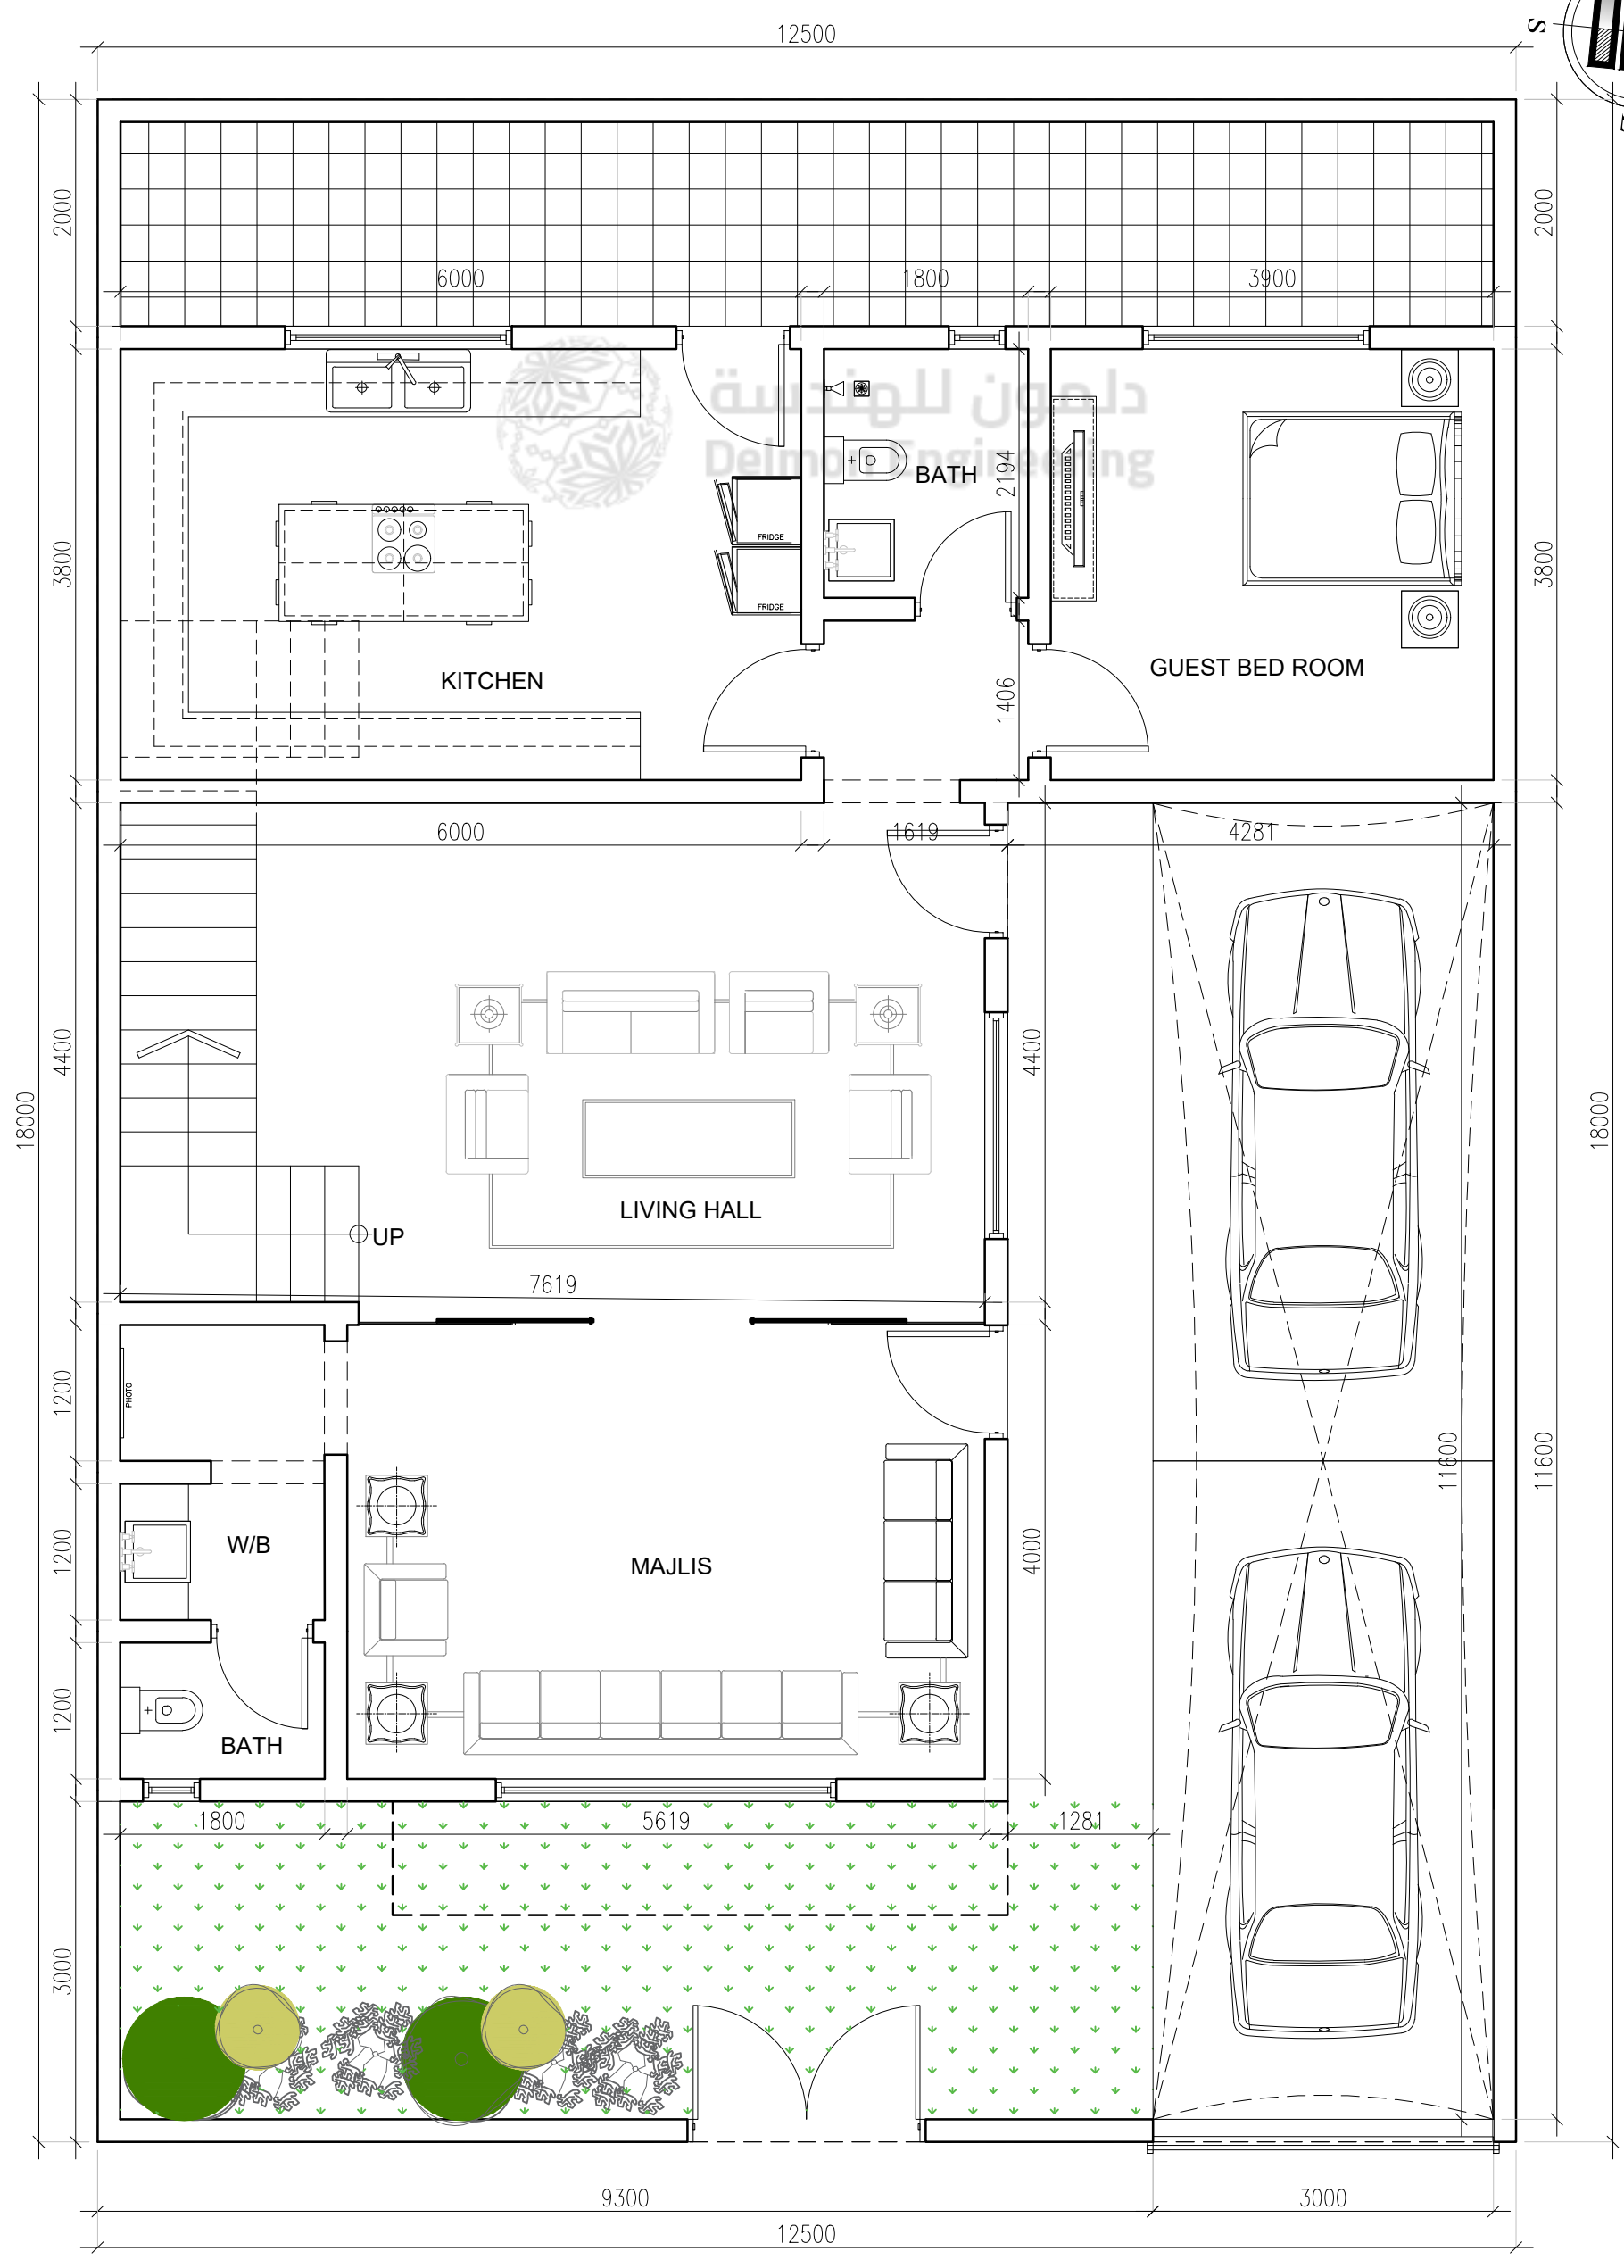 12500
S
2000
2000
6000
1800
3900
دلمون للهندسة
Delmon Engineering
BATH
2194
FRIDGE
FRIDGE
3800
3800
KITCHEN
GUEST BED ROOM
1406
6000
1619
4281
4400
4400
18000
18000
LIVING HALL
UP
7619
1200
PHOTO
11600
11600
W/B
1200
MAJLIS
4000
1200
BATH
1800
5619
1281
3000
9300
3000
12500